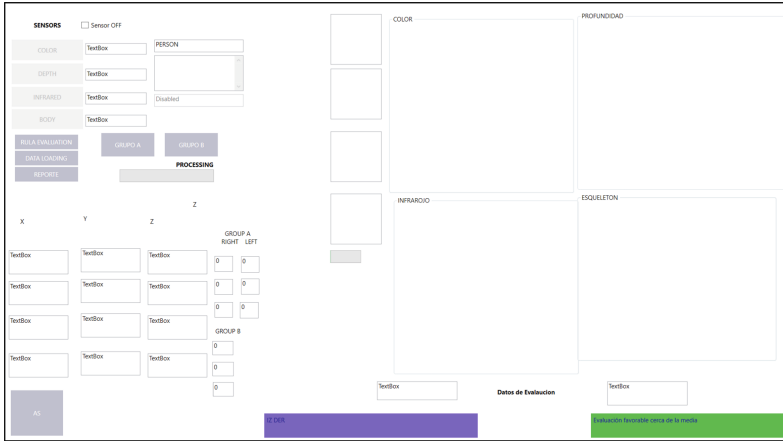 SENSORS
Sensor OFF
COLOR
TextBox
PERSON
DEPTH
TextBox
INFRARED
TextBox
Disabled
BODY
TextBox
RULA EVALUATION
DATA LOADING
REPORTE
GRUPO A
GRUPO B
PROCESSING
Z
X
Y
Z
GROUP A
RIGHT LEFT
TextBox
TextBox
TextBox
0
0
TextBox
TextBox
TextBox
0
0
0
0
TextBox
TextBox
TextBox
GROUP B
0
TextBox
TextBox
TextBox
0
0
COLOR
PROFUNDIDAD
INFRAROJO
ESQUELETON
TextBox
Datos de Evalaucion
TextBox
IZ DER
Evaluación favorable cerca de la media